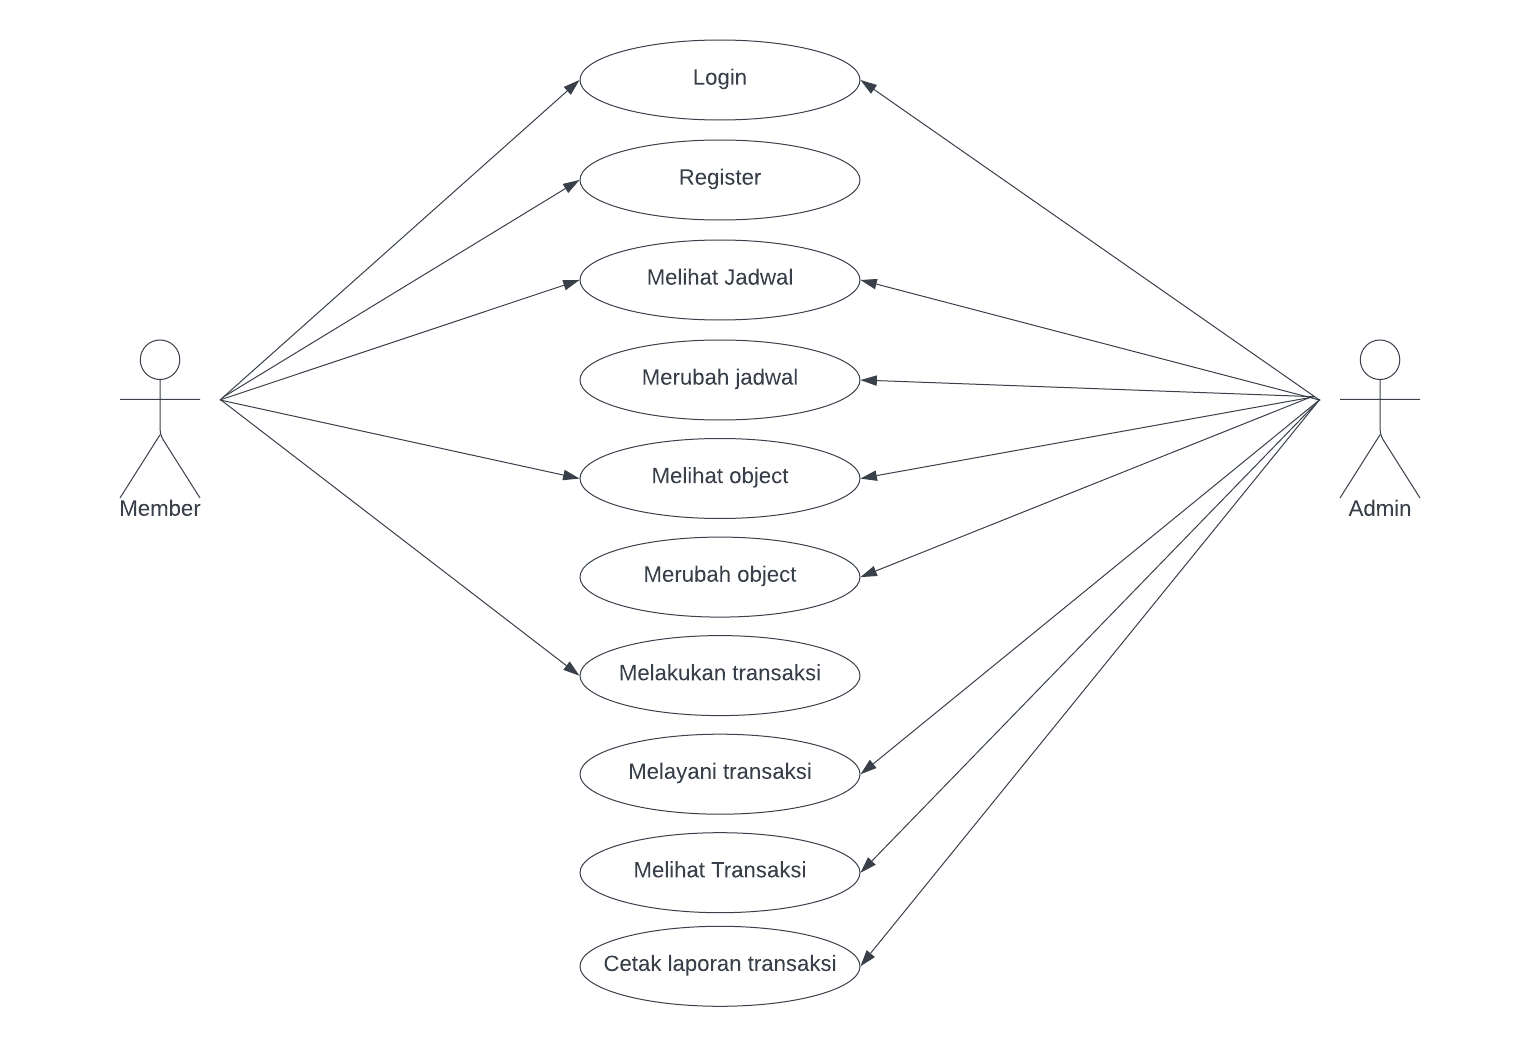 Login
Register
Melihat Jadwal
Merubah jadwal
Melihat object
Member
Admin
Merubah object
Melakukan transaksi
Melayani transaksi
Melihat Transaksi
Cetak laporan transaksi